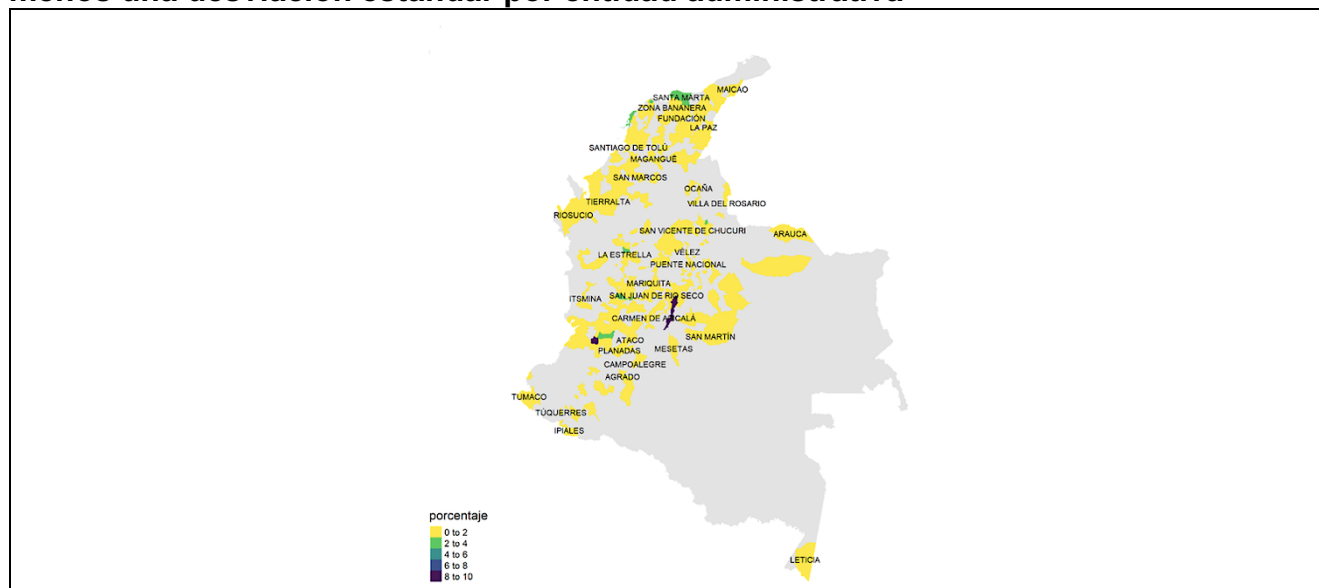 menos una desviación estándar por entidad administrativa
MAICAO
SANTA MARTA
ZONA BANANERA
FUNDACIÓN
LA PAZ
SANTIAGO DE TOLÚ
MAGANGUÉ
SAN MARCOS
OCAÑA
TIERRALTA
VILLA DEL ROSARIO
RIOSUCIO
SAN VICENTE DE CHUCURI
ARAUCA
LA ESTRELLA
VÉLEZ
PUENTE NACIONAL
MARIQUITA
ITSMINA
SAN JUAN DE RIO SECO
CARMEN DE APICALÁ
SAN MARTÍN
ATACO
PLANADAS
MESETAS
CAMPOALEGRE
AGRADO
TUMACO
TÚQUERRES
IPIALES
LETICIA
porcentaje
0 to 2
2 to 4
4 to 6
6 to 8
8 to 10